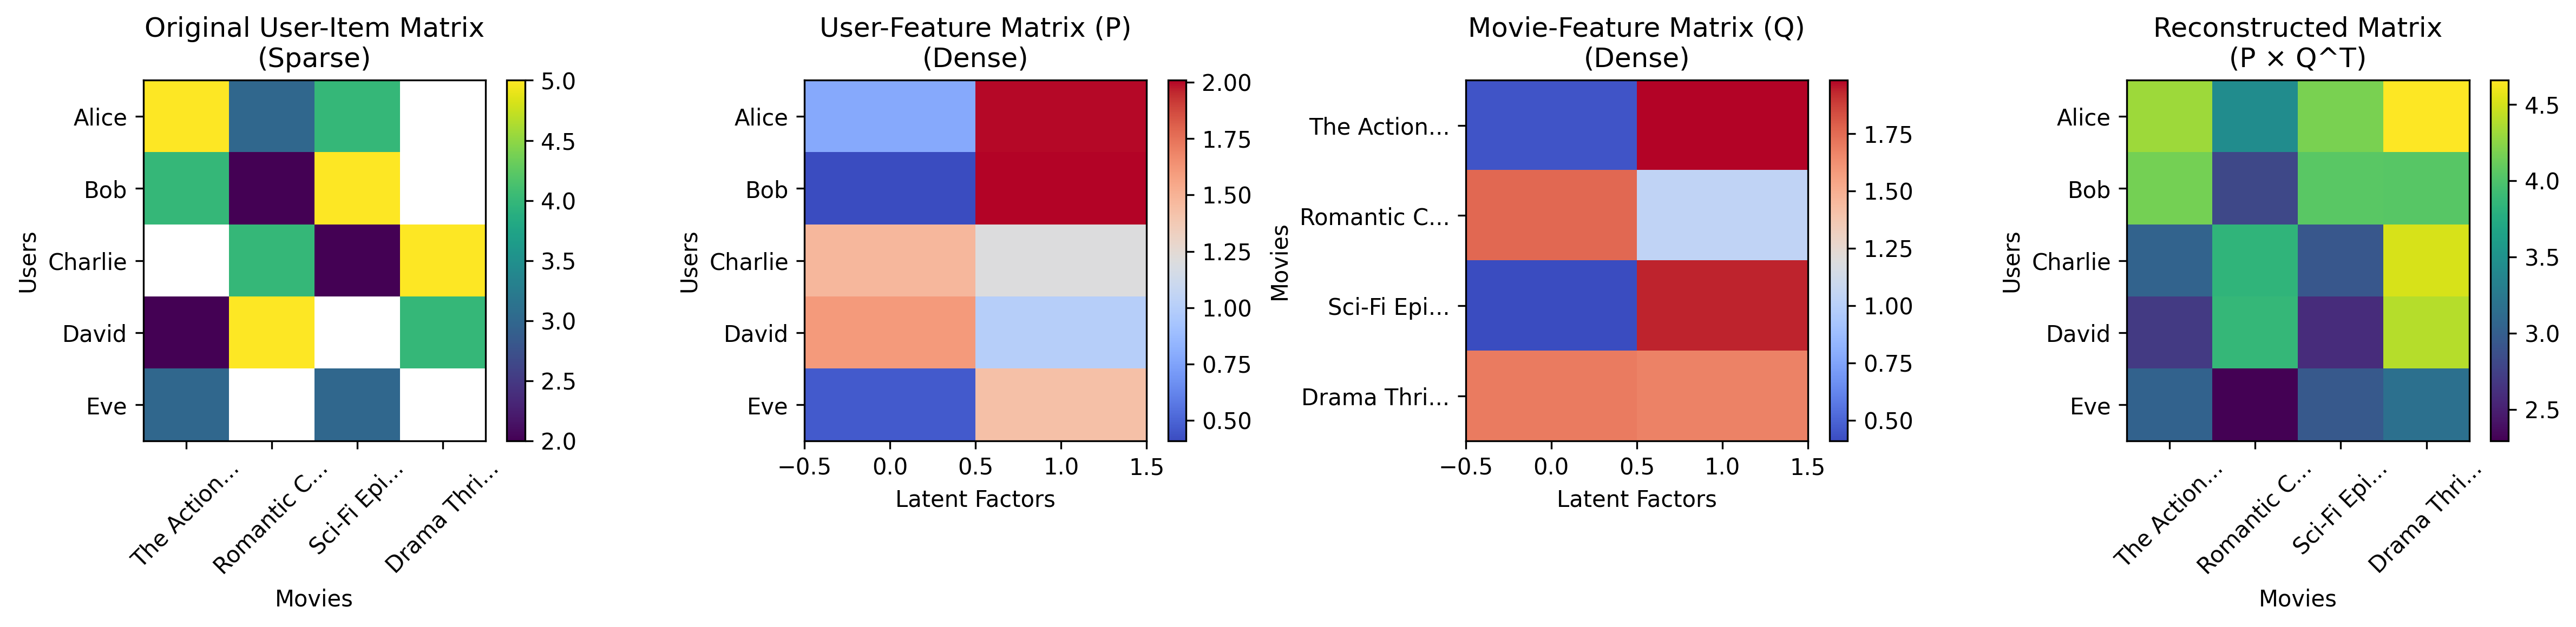 Original User-Item Matrix
(Sparse)
Users
Alice
Bob
Charlie
David
Eve
The Action...
Romantic C...
Sci-Fi Epi...
Drama Thri...
Movies
5.0
4.5
4.0
3.5
3.0
2.5
2.0
User-Feature Matrix (P)
(Dense)
Users
Alice
Bob
Charlie
David
Eve
−0.5 0.0 0.5 1.0 1.5
Latent Factors
2.00
1.75
1.50
1.25
1.00
0.75
0.50
Movie-Feature Matrix (Q)
(Dense)
Movies
The Action...
Romantic C...
Sci-Fi Epi...
Drama Thri...
−0.5 0.0 0.5 1.0 1.5
Latent Factors
1.75
1.50
1.25
1.00
0.75
0.50
Reconstructed Matrix
(P × Q^T)
Users
Alice
Bob
Charlie
David
Eve
The Action...
Romantic C...
Sci-Fi Epi...
Drama Thri...
Movies
4.5
4.0
3.5
3.0
2.5